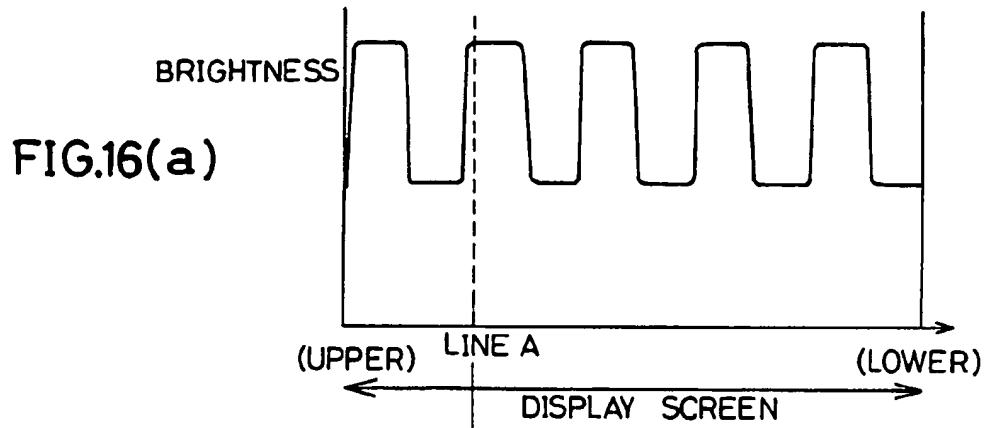 BRIGHTNESS
FIG.16(a)
(UPPER) LINE A (LOWER)
DISPLAY SCREEN